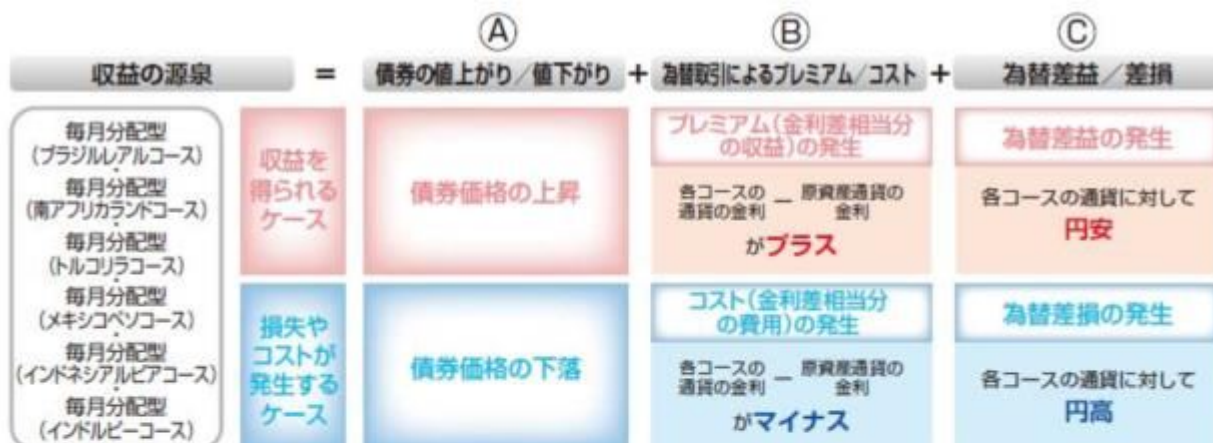 Ⓐ Ⓑ Ⓒ
収益の源泉 = 債券の値上がり/値下がり + 為替取引によるプレミアム/コスト + 為替差益/差損
毎月分配型
(ブラジルレアルコース)
・
毎月分配型
(南アフリカランドコース)
・
毎月分配型
(トルコリラコース)
・
毎月分配型
(メキシコペソコース)
・
毎月分配型
(インドネシアルピアコース)
・
毎月分配型
(インドルピーコース)
収益を
得られる
ケース
債券価格の上昇
プレミアム(金利差相当分
の収益)の発生
各コースの
通貨の金利
−
原資産通貨の
金利
がプラス
為替差益の発生
各コースの通貨に対して
円安
損失や
コストが
発生する
ケース
債券価格の下落
コスト(金利差相当分
の費用)の発生
各コースの
通貨の金利
−
原資産通貨の
金利
がマイナス
為替差損の発生
各コースの通貨に対して
円高